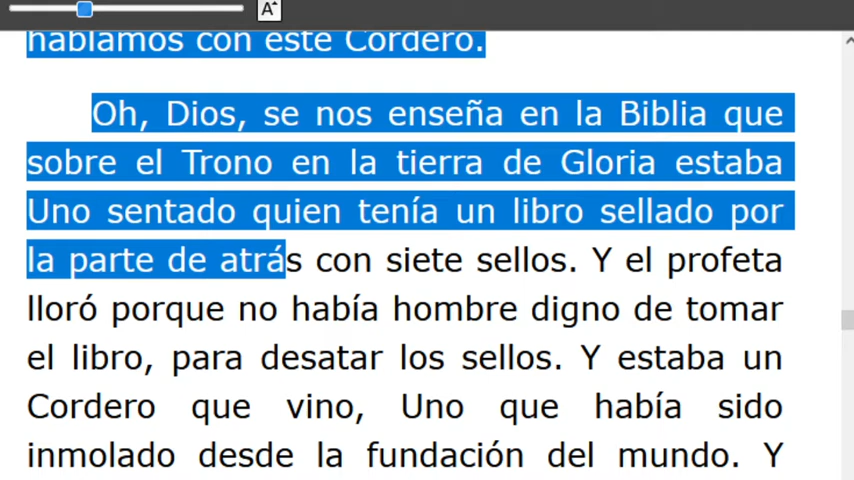 A
hablamos con este Cordero.
Oh, Dios, se nos enseña en la Biblia que
sobre el Trono en la tierra de Gloria estaba
Uno sentado quien tenía un libro sellado por
la parte de atrás con siete sellos. Y el profeta
lloró porque no había hombre digno de tomar
el libro, para desatar los sellos. Y estaba un
Cordero que vino, Uno que había sido
inmolado desde la fundación del mundo. Y